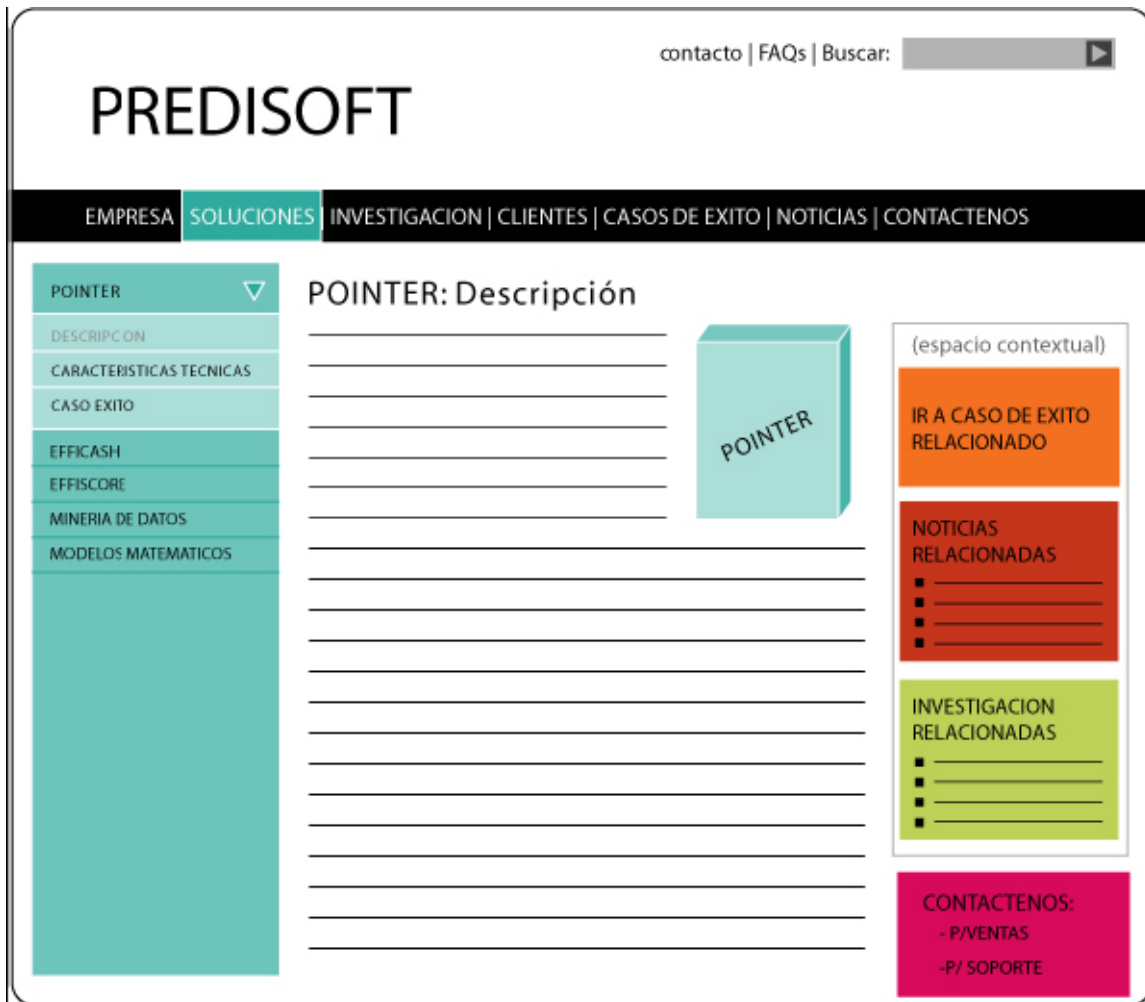 contacto | FAQs | Buscar:
PREDISOFT
EMPRESA SOLUCIONES | INVESTIGACION | CLIENTES | CASOS DE EXITO | NOTICIAS | CONTACTENOS
POINTER
DESCRIPCON
CARACTERISTICAS TECNICAS
CASO EXITO
EFFICASH
EFFISCORE
MINERIA DE DATOS
MODELOS MATEMATICOS
POINTER: Descripción
POINTER
(espacio contextual)
IR A CASO DE EXITO
RELACIONADO
NOTICIAS
RELACIONADAS
INVESTIGACION
RELACIONADAS
CONTACTENOS:
- P/VENTAS
-P/ SOPORTE